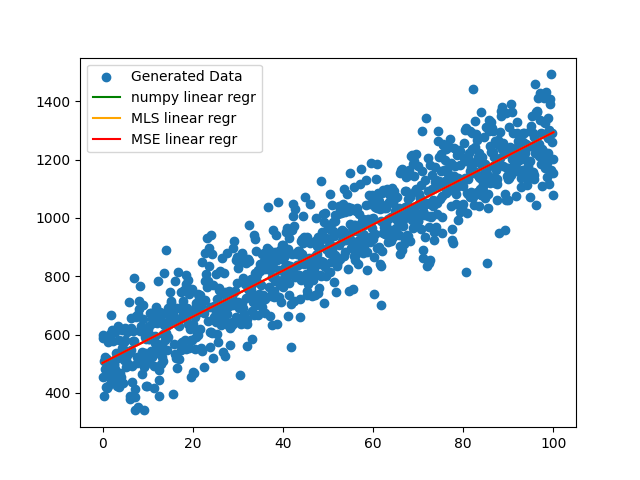 Generated Data
numpy linear regr
MLS linear regr
MSE linear regr
1400
1200
1000
800
600
400
0 20 40 60 80 100